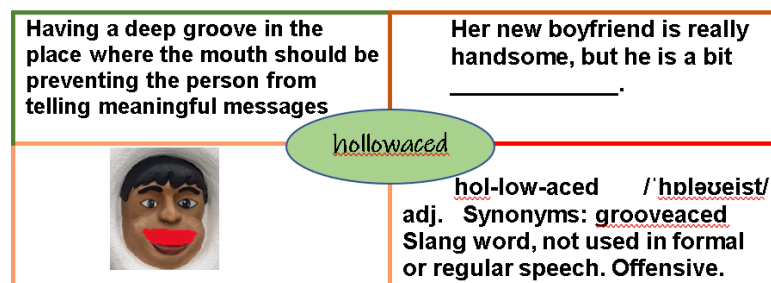 Having a deep groove in the
place where the mouth should be
preventing the person from
telling meaningful messages
Her new boyfriend is really
handsome, but he is a bit
_____________.
hollowaced
hol-low-aced /ˈhɒləʊeist/
adj. Synonyms: grooveaced
Slang word, not used in formal
or regular speech. Offensive.